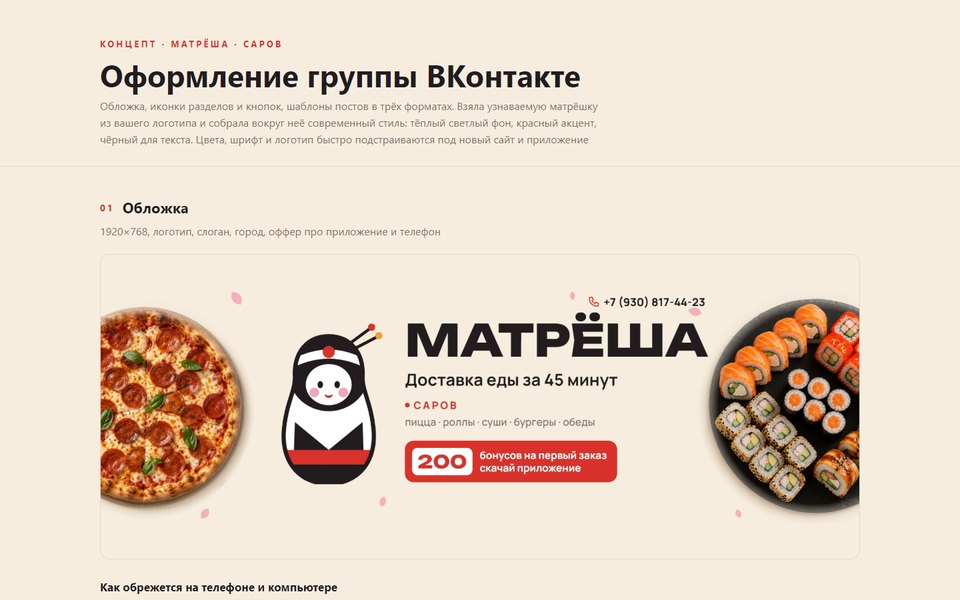 КОНЦЕПТ · МАТРЁША · САРОВ
Оформление группы ВКонтакте
Обложка, иконки разделов и кнопок, шаблоны постов в трёх форматах. Взяла узнаваемую матрёшку
из вашего логотипа и собрала вокруг неё современный стиль: тёплый светлый фон, красный акцент,
чёрный для текста. Цвета, шрифт и логотип быстро подстраиваются под новый сайт и приложение
01 Обложка
1920×768, логотип, слоган, город, оффер про приложение и телефон
+7 (930) 817-44-23
МАТРЁША
Доставка еды за 45 минут
• САРОВ
пицца · роллы · суши · бургеры · обеды
200 бонусов на первый заказ
скачай приложение
Как обрежется на телефоне и компьютере